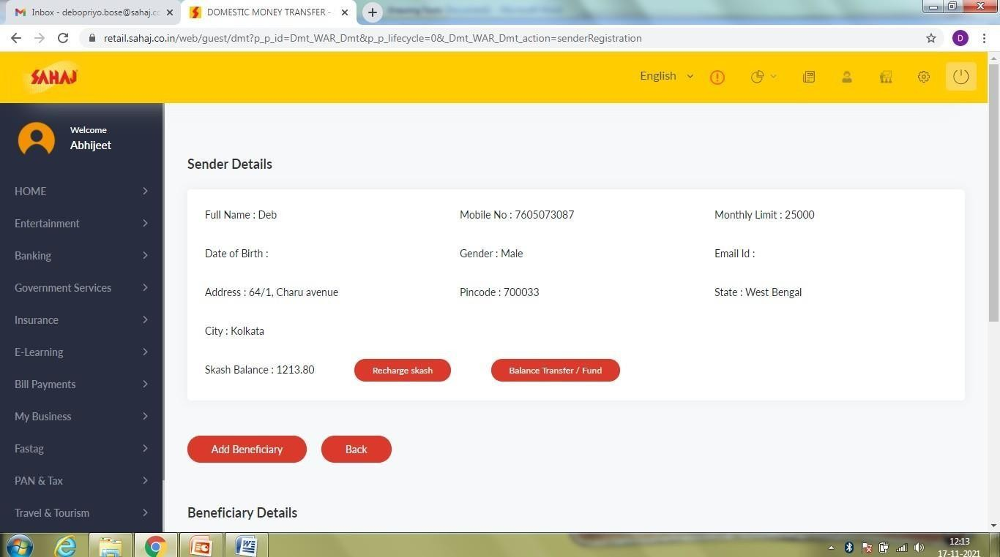 Inbox - debopriyo.bose@sahaj.cc
DOMESTIC MONEY TRANSFER -
retail.sahaj.co.in/web/guest/dmt?p_p_id=Dmt_WAR_Dmt&p_p_lifecycle=0&_Dmt_WAR_Dmt_action=senderRegistration
D
SAHAJ
English
Welcome
Abhijeet
HOME
Entertainment
Banking
Government Services
Insurance
E-Learning
Bill Payments
My Business
Fastag
PAN & Tax
Travel & Tourism
Sender Details
Full Name : Deb Mobile No : 7605073087 Monthly Limit : 25000
Date of Birth : Gender : Male Email Id :
Address : 64/1, Charu avenue Pincode : 700033 State : West Bengal
City : Kolkata
Skash Balance : 1213.80 Recharge skash Balance Transfer / Fund
Add Beneficiary Back
Beneficiary Details
12:13
17-11-2021